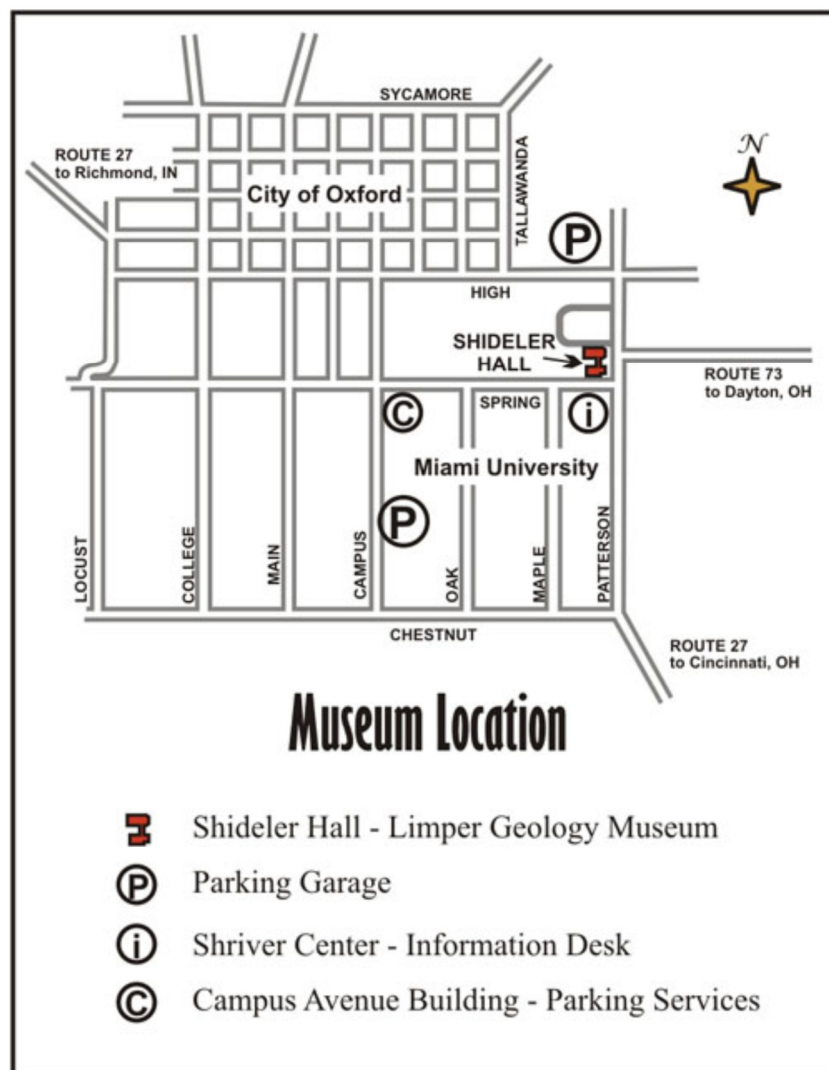 SYCAMORE
ROUTE 27
to Richmond, IN
N
City of Oxford
TALLAWANDA
P
HIGH
SHIDELER
HALL
ROUTE 73
to Dayton, OH
C
SPRING
i
Miami University
P
LOCUST
COLLEGE
MAIN
CAMPUS
OAK
MAPLE
PATTERSON
CHESTNUT
ROUTE 27
to Cincinnati, OH
Museum Location
Shideler Hall - Limper Geology Museum
P Parking Garage
i Shriver Center - Information Desk
C Campus Avenue Building - Parking Services